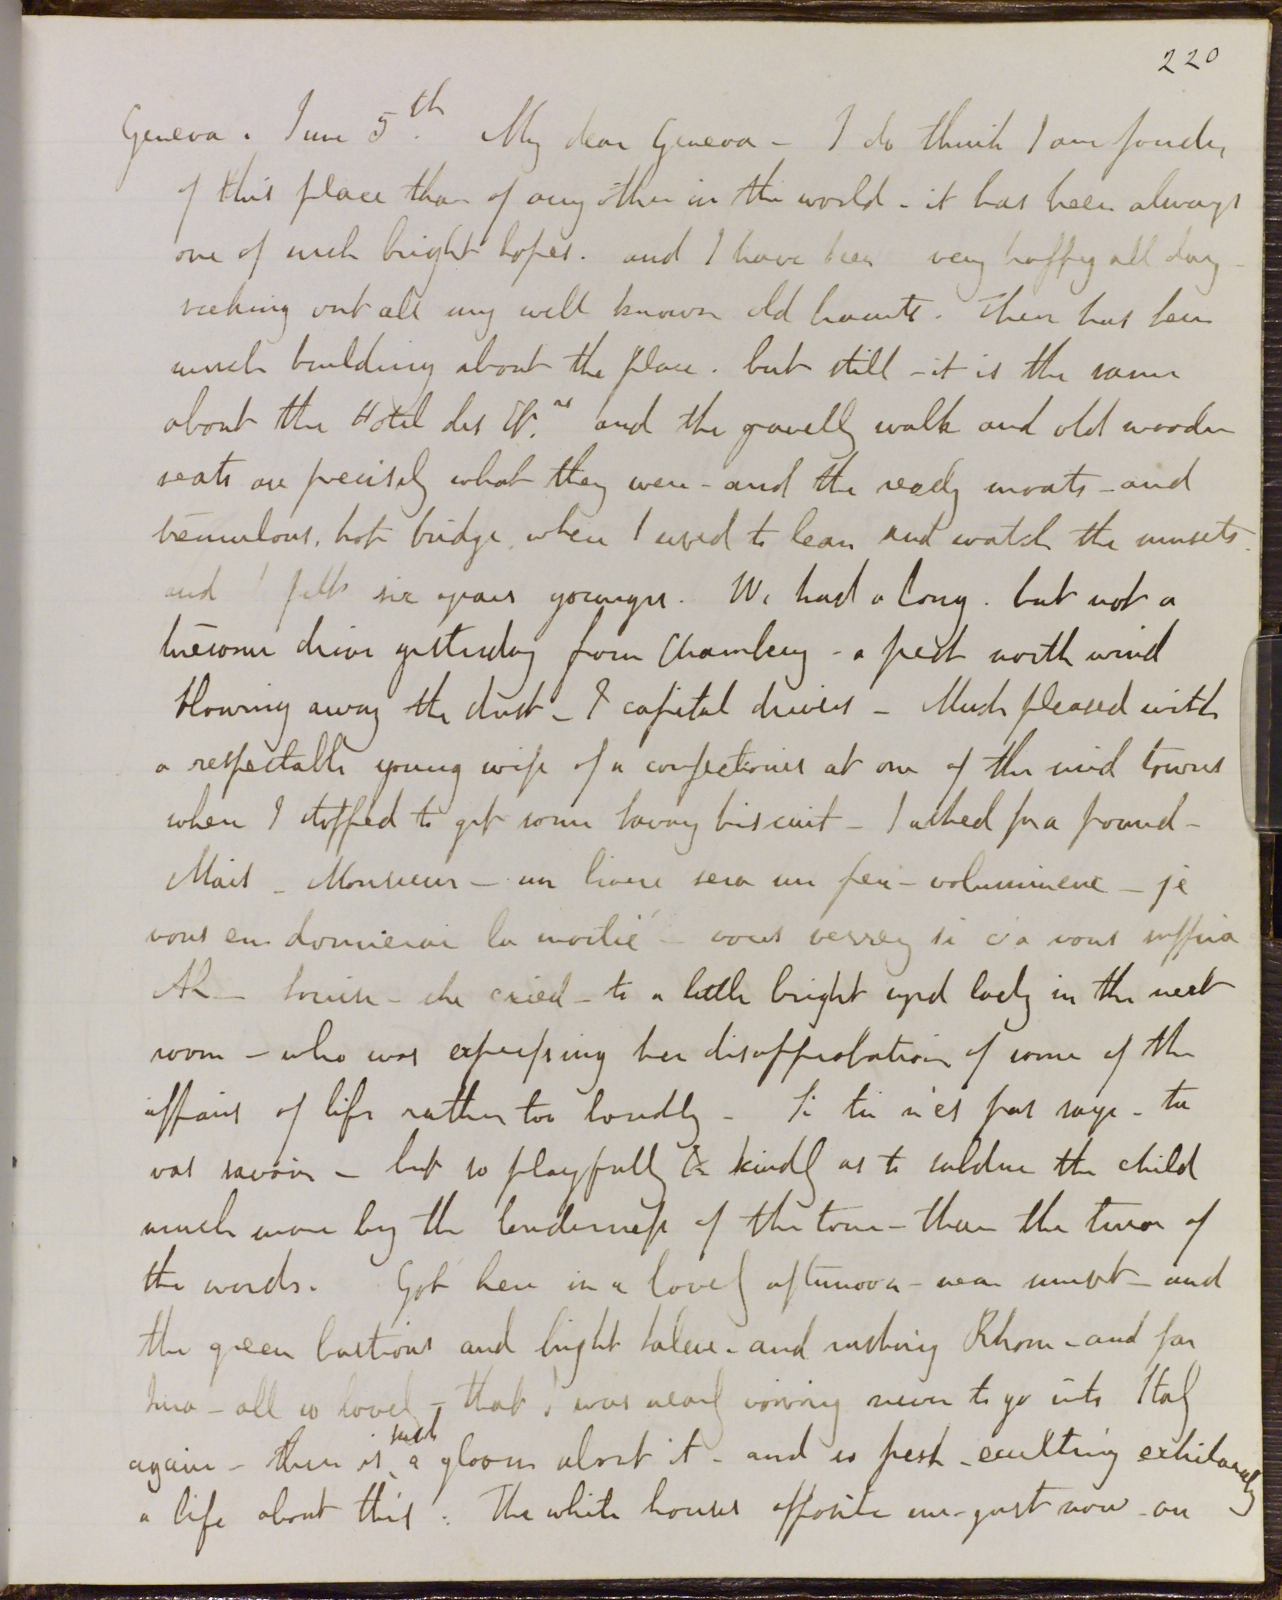 220
Geneva. June 5th. My dear Geneva - I do think I am fonder
of this place than of any other in the world - it has been always
one of such bright hopes. and I have been very happy all day -
seeking out all my well known old haunts. There has been
much building about the place. but still - it is the same
about the Hotel des
and the gravelly walk and old wooden
seats are precisely what they were - and the reedy moats - and
tremulous, hot bridge, where I used to lean and watch the sunsets.
and I felt six years younger. We had a long. but not a
tiresome drive yesterday from Chambery - a fresh north wind
blowing away the dust - & capital drivers - Much pleased with
a respectable young wife of a confectioner at one of the mid towns
where I stopped to get some Savoy biscuit - I asked for a pound -
Mais - Monsieur - un livre sera un peu - volumineux - je
vous en donnerai la moitié - vous verrez si ça vous suffira
Ah - Louise - she cried - to a little bright eyed lady in the next
room - who was expressing her disapprobation of some of the
affairs of life rather too loudly - Si tu n'es pas sage - tu
vas savoir - but so playfully & kindly as to subdue the child
much more by the tenderness of the tone - than the terror of
the words. Got here in a lovely afternoon - near sunset - and
the green bastions and bright Saleve - and rushing Rhone - and far
Jura - all so lovely - that I was nearly vowing never to go into Italy
again - there is such a gloom about it - and so fresh - exulting exhilarating
a life about this. The white houses opposite me - just now - are